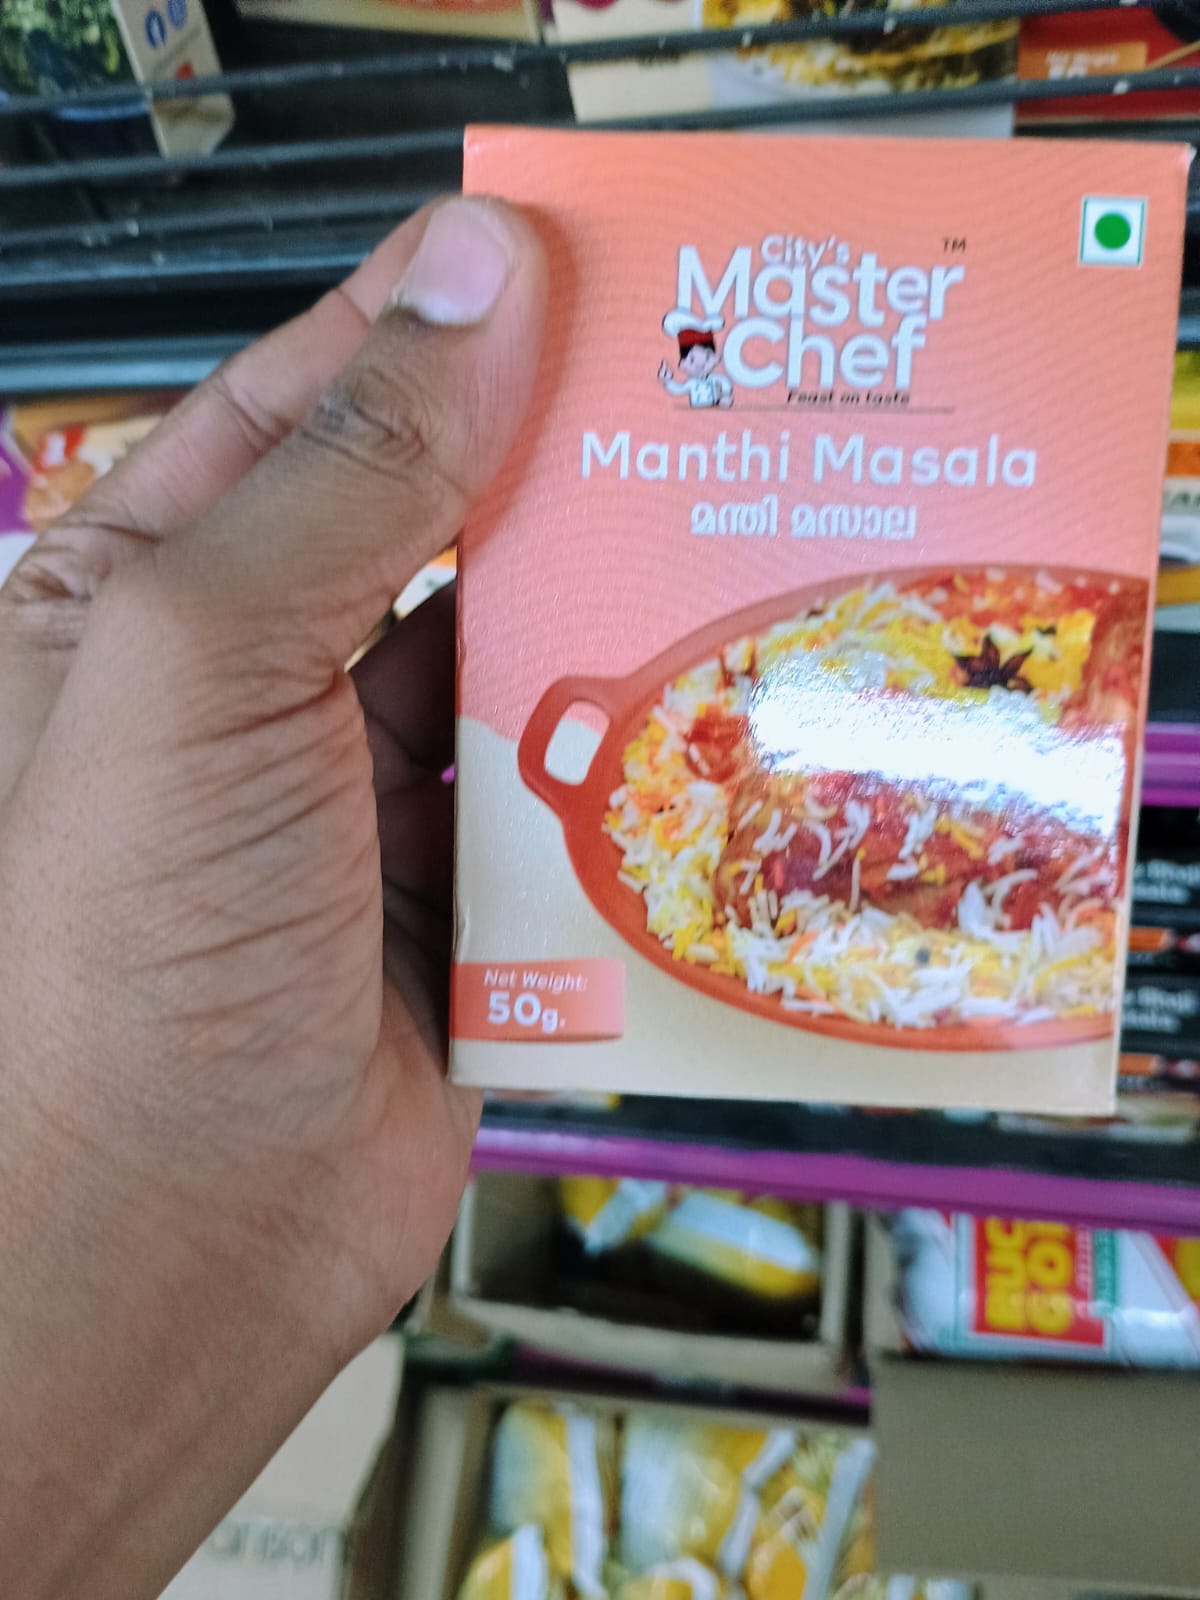 City's
Master
Chef
TM
Feast on taste
Manthi Masala
മന്തി മസാല
Net Weight:
50g.